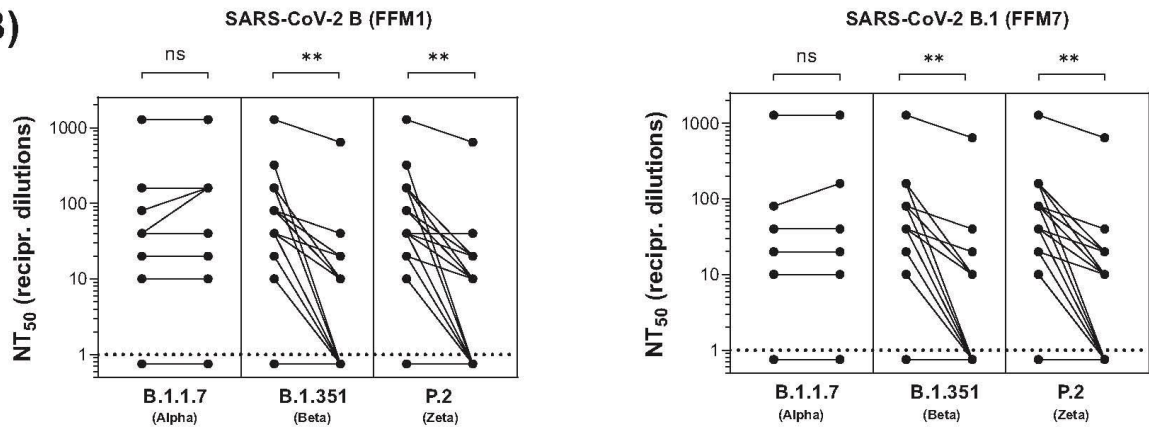 B)
SARS-CoV-2 B (FFM1)
ns ** **
NT50 (recipr. dilutions)
1000
100
10
1
B.1.1.7 B.1.351 P.2
(Alpha) (Beta) (Zeta)
SARS-CoV-2 B.1 (FFM7)
ns ** **
NT50 (recipr. dilutions)
1000
100
10
1
B.1.1.7 B.1.351 P.2
(Alpha) (Beta) (Zeta)